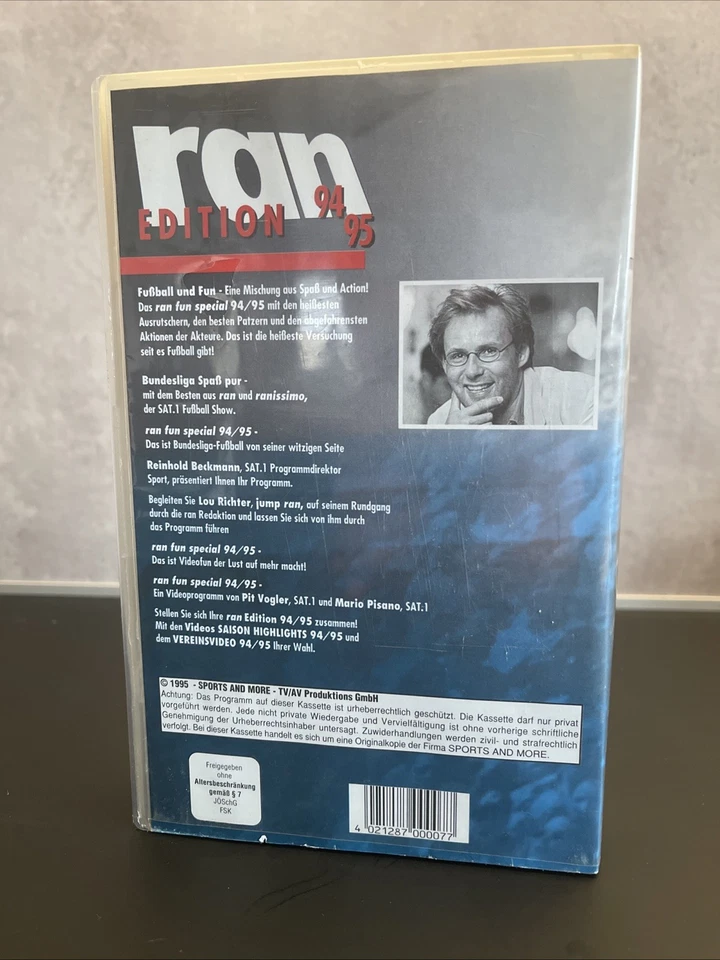 ran
EDITION 94
95
Fußball und Fun - Eine Mischung aus Spaß und Action!
Das ran fun special 94/95 mit den heißesten
Ausrutschern, den besten Patzern und den abgefahrensten
Aktionen der Akteure. Das ist die heißeste Versuchung
seit es Fußball gibt!
Bundesliga Spaß pur -
mit dem Besten aus ran und ranissimo,
der SAT.1 Fußball Show.
ran fun special 94/95 -
Das ist Bundesliga-Fußball von seiner witzigen Seite
Reinhold Beckmann, SAT.1 Programmdirektor
Sport, präsentiert Ihnen Ihr Programm.
Begleiten Sie Lou Richter, jump ran, auf seinem Rundgang
durch die ran Redaktion und lassen Sie sich von ihm durch
das Programm führen
ran fun special 94/95 -
Das ist Videofun der Lust auf mehr macht!
ran fun special 94/95 -
Ein Videoprogramm von Pit Vogler, SAT.1 und Mario Pisano, SAT.1
Stellen Sie sich Ihre ran Edition 94/95 zusammen!
Mit den Videos SAISON HIGHLIGHTS 94/95 und
dem VEREINSVIDEO 94/95 Ihrer Wahl.
© 1995 - SPORTS AND MORE - TV/AV Produktions GmbH
Achtung: Das Programm auf dieser Kassette ist urheberrechtlich geschützt. Die Kassette darf nur privat
vorgeführt werden. Jede nicht private Wiedergabe und Vervielfältigung ist ohne vorherige schriftliche
Genehmigung der Urheberrechtsinhaber untersagt. Zuwiderhandlungen werden zivil- und strafrechtlich
verfolgt. Bei dieser Kassette handelt es sich um eine Originalkopie der Firma SPORTS AND MORE.
Freigegeben
ohne
Altersbeschränkung
gemäß § 7
JÖSchG
FSK
4 021287 000077